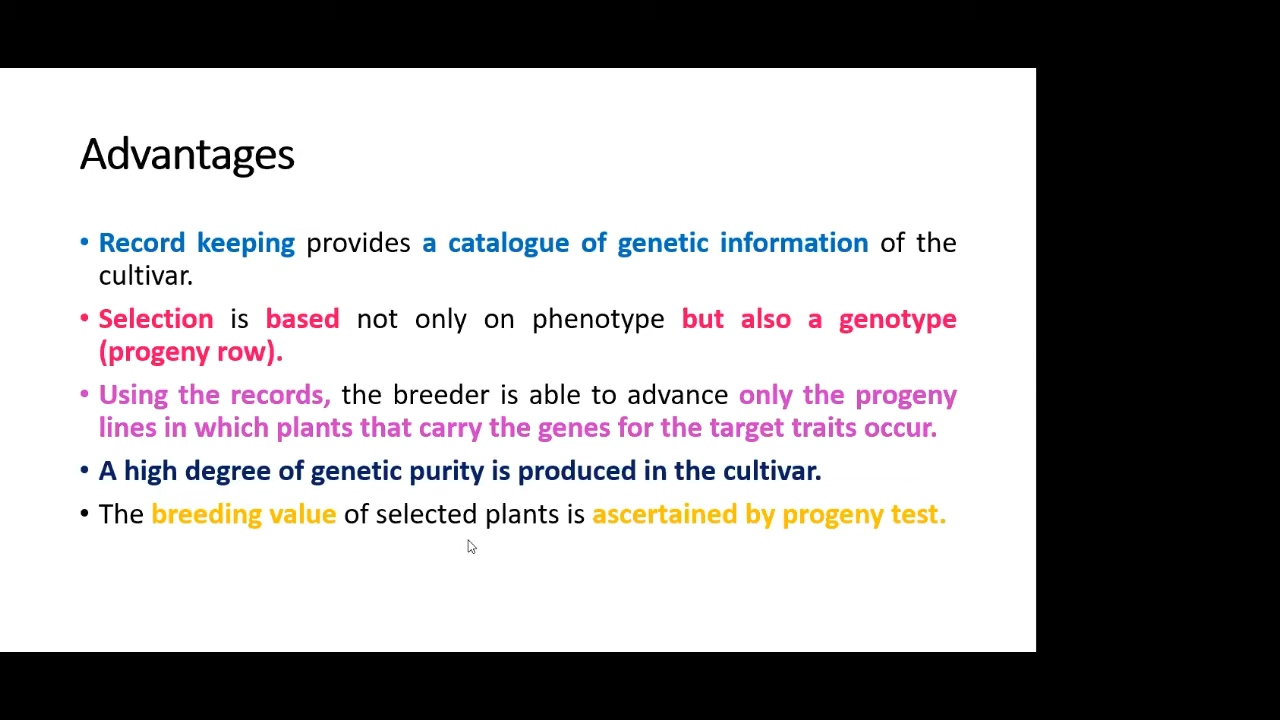 Advantages
• Record keeping provides a catalogue of genetic information of the
cultivar.
• Selection is based not only on phenotype but also a genotype
(progeny row).
• Using the records, the breeder is able to advance only the progeny
lines in which plants that carry the genes for the target traits occur.
• A high degree of genetic purity is produced in the cultivar.
• The breeding value of selected plants is ascertained by progeny test.